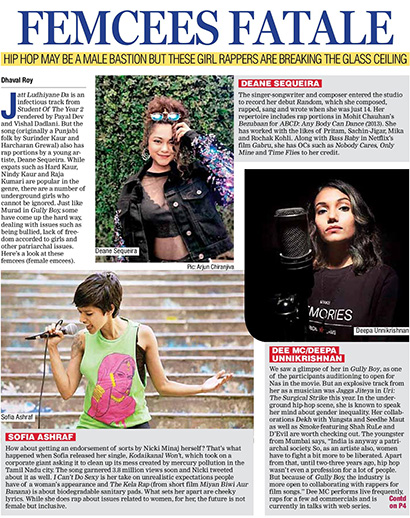 FEMCEES FATALE
HIP HOP MAY BE A MALE BASTION BUT THESE GIRL RAPPERS ARE BREAKING THE GLASS CEILING
Dhaval Roy
Jatt Ludhiyane Da is an
infectious track from
Student Of The Year 2
rendered by Payal Dev
and Vishal Dadlani. But the
song (originally a Punjabi
folk by Surinder Kaur and
Harcharan Grewal) also has
rap portions by a young ar-
tiste, Deane Sequeira. While
expats such as Hard Kaur,
Nindy Kaur and Raja
Kumari are popular in the
genre, there are a number of
underground girls who
cannot be ignored. Just like
Murad in Gully Boy, some
have come up the hard way,
dealing with issues such as
being bullied, lack of free-
dom accorded to girls and
other patriarchal issues.
Here's a look at these
femcees (female emcees).
Deane Sequeira
Pic: Arjun Chiranjiva
DEANE SEQUEIRA
The singer-songwriter and composer entered the studio
to record her debut Random, which she composed,
rapped, sang and wrote when she was just 14. Her
repertoire includes rap portions in Mohit Chauhan's
Bezubaan for ABCD: Any Body Can Dance (2013). She
has worked with the likes of Pritam, Sachin-Jigar, Mika
and Rochak Kohli. Along with Bass Baby in Netflix's
film Gabru, she has OCs such as Nobody Cares, Only
Mine and Time Flies to her credit.
MORIES
Deepa Unnikrishnan
Sofia Ashraf
SOFIA ASHRAF
How about getting an endorsement of sorts by Nicki Minaj herself? That's what
happened when Sofia released her single, Kodaikanal Won't, which took on a
corporate giant asking it to clean up its mess created by mercury pollution in the
Tamil Nadu city. The song garnered 3.8 million views soon and Nicki tweeted
about it as well. I Can't Do Sexy is her take on unrealistic expectations people
have of a woman's appearance and The Kela Rap (from short film Miyan Biwi Aur
Banana) is about biodegradable sanitary pads. What sets her apart are cheeky
lyrics. While she does rap about issues related to women, for her, the future is not
female but inclusive.
DEE MC/DEEPA
UNNIKRISHNAN
We saw a glimpse of her in Gully Boy, as one
of the participants auditioning to open for
Nas in the movie. But an explosive track from
her as a musician was Jagga Jiteya in Uri:
The Surgical Strike this year. In the under-
ground hip-hop scene, she is known to speak
her mind about gender inequality. Her collab-
orations Dekh with Yungsta and Seedhe Maut
as well as Smoke featuring Shah RuLe and
D'Evil are worth checking out. The youngster
from Mumbai says, "India is anyway a patri-
archal society. So, as an artiste also, women
have to fight a bit more to be liberated. Apart
from that, until two-three years ago, hip hop
wasn't even a profession for a lot of people.
But because of Gully Boy, the industry is
more open to collaborating with rappers for
film songs." Dee MC performs live frequently,
raps for a few ad commercials and is
currently in talks with web series.
Contd
on P4